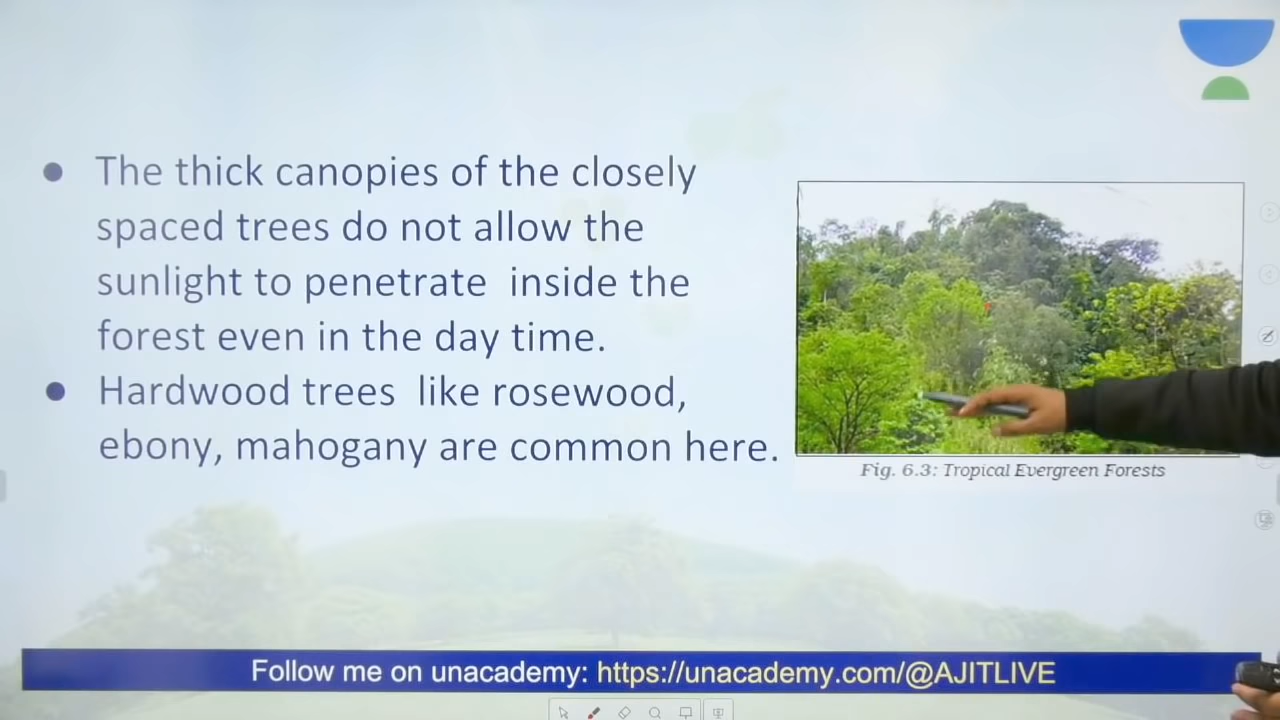 ● The thick canopies of the closely
spaced trees do not allow the
sunlight to penetrate inside the
forest even in the day time.
● Hardwood trees like rosewood,
ebony, mahogany are common here.
Fig. 6.3: Tropical Evergreen Forests
Follow me on unacademy: https://unacademy.com/@AJITLIVE